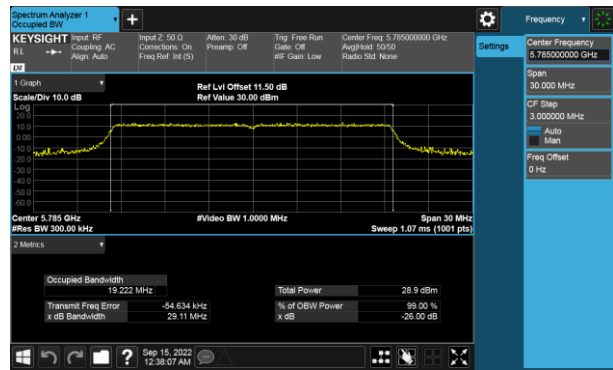 Spectrum Analyzer 1
Occupied BW
+
Frequency
KEYSIGHT Input: RF
RL
Coupling: AC
Align: Auto
Input Z: 50 Ω
Corrections: On
Freq Ref: Int (S)
Atten: 30 dB
Preamp: Off
Trig: Free Run
Gate: Off
#IF Gain: Low
Center Freq: 5.785000000 GHz
Avg|Hold: 50/50
Radio Std: None
LXI
Settings
Center Frequency
5.785000000 GHz
Span
30.000 MHz
CF Step
3.000000 MHz
Auto
Man
Freq Offset
0 Hz
1 Graph
Scale/Div 10.0 dB
Ref Lvl Offset 11.50 dB
Ref Value 30.00 dBm
Log
20.0
10.0
0.00
-10.0
-20.0
-30.0
-40.0
-50.0
-60.0
Center 5.785 GHz
#Video BW 1.0000 MHz
Span 30 MHz
#Res BW 300.00 kHz
Sweep 1.07 ms (1001 pts)
2 Metrics
Occupied Bandwidth
19.222 MHz
Total Power 28.9 dBm
Transmit Freq Error -54.634 kHz
% of OBW Power 99.00 %
x dB Bandwidth 29.11 MHz
x dB -26.00 dB
?
Sep 15, 2022
12:38:07 AM